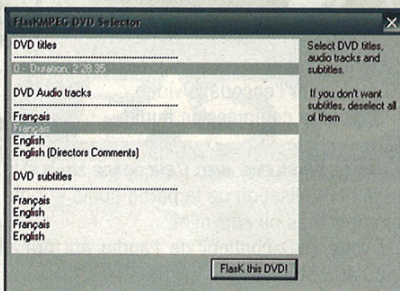 FlasKMPEG DVD Selector
DVD titles
0 - Duration: 2:28:35
DVD Audio tracks
Français
Français
English
English (Directors Comments)
DVD subtitles
Français
English
Français
English
Select DVD titles,
audio tracks and
subtitles.
If you don't want
subtitles, deselect all
of them
FlasK this DVD!